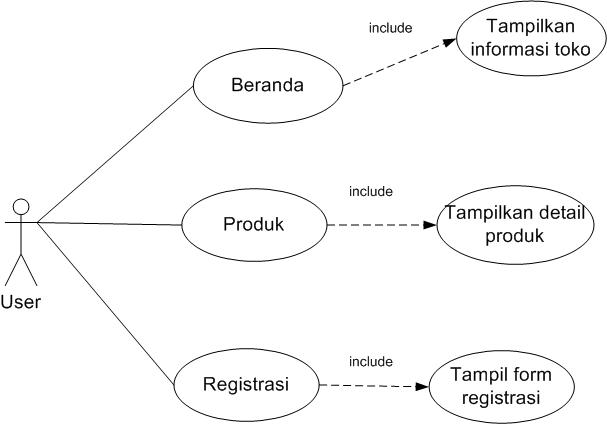 include
Tampilkan
informasi toko
Beranda
include
Produk
Tampilkan detail
produk
User
include
Registrasi
Tampil form
registrasi